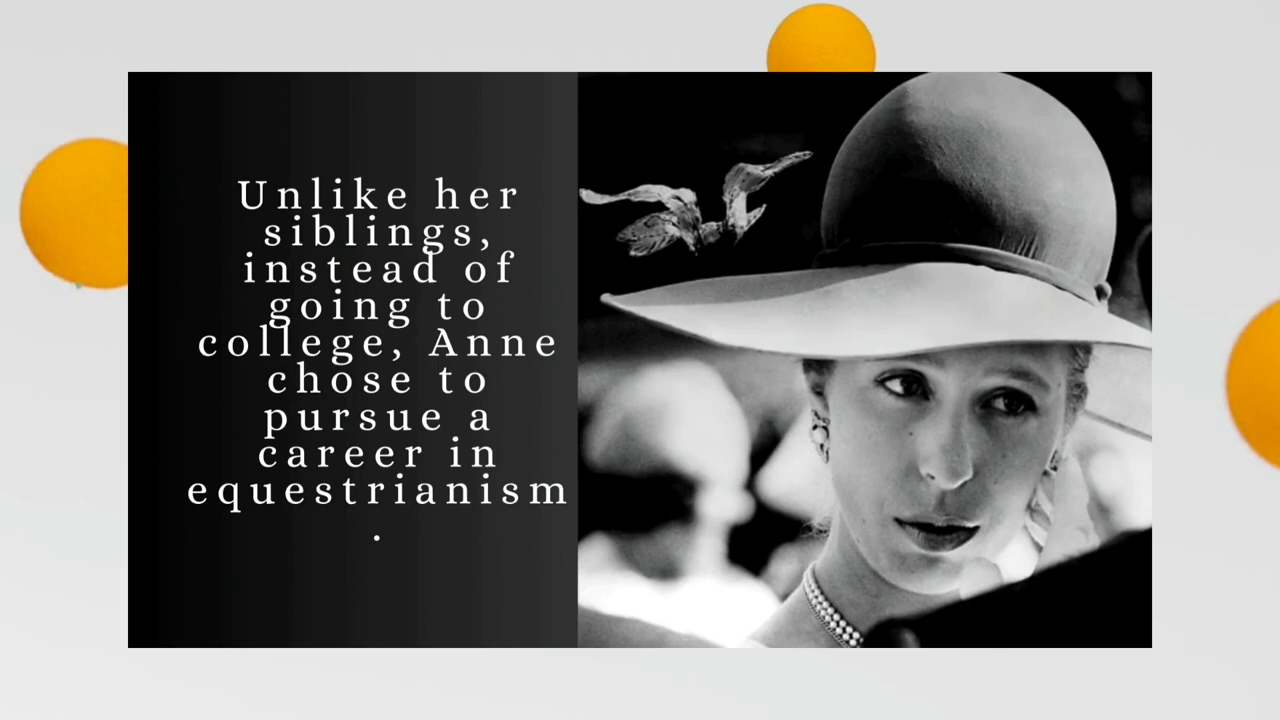 Unlike her
siblings,
instead of
going to
college, Anne
chose to
pursue a
career in
equestrianism
.